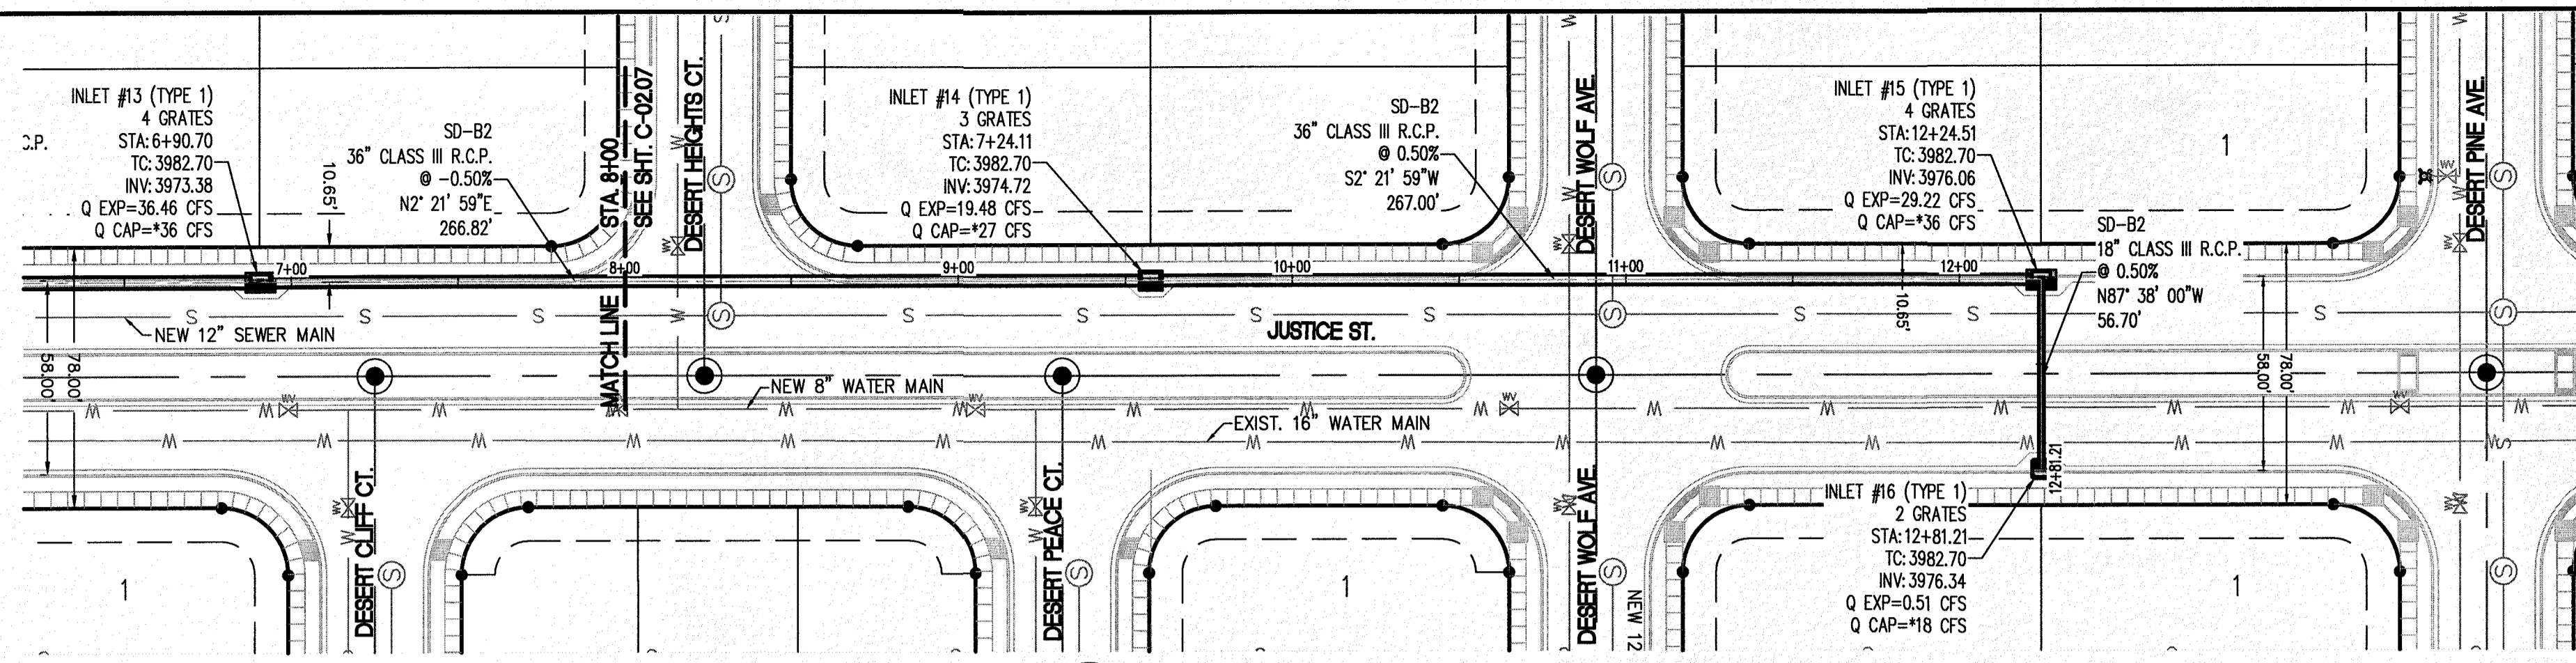 C.P.
INLET #13 (TYPE 1)
4 GRATES
STA: 6+90.70
TC: 3982.70
INV: 3973.38
Q EXP=36.46 CFS
Q CAP=*36 CFS
10.65'
SD-B2
36" CLASS III R.C.P.
@ -0.50%
N2° 21' 59"E
266.82'
MATCH LINE STA. 8+00
SEE SHT. C-02.07
DESERT HEIGHTS CT.
INLET #14 (TYPE 1)
3 GRATES
STA: 7+24.11
TC: 3982.70
INV: 3974.72
Q EXP=19.48 CFS
Q CAP=*27 CFS
SD-B2
36" CLASS III R.C.P.
@ 0.50%
S2° 21' 59"W
267.00'
DESERT WOLF AVE.
INLET #15 (TYPE 1)
4 GRATES
STA: 12+24.51
TC: 3982.70
INV: 3976.06
Q EXP=29.22 CFS
Q CAP=*36 CFS
1
DESERT PINE AVE.
SD-B2
18" CLASS III R.C.P.
@ 0.50%
N87° 38' 00"W
56.70'
7+00
8+00
9+00
10+00
11+00
12+00
10.65'
NEW 12" SEWER MAIN
JUSTICE ST.
58.00'
78.00'
NEW 8" WATER MAIN
EXIST. 16" WATER MAIN
58.00'
78.00'
12+81.21
DESERT CLIFF CT.
DESERT PEACE CT.
DESERT WOLF AVE.
NEW 12
INLET #16 (TYPE 1)
2 GRATES
STA: 12+81.21
TC: 3982.70
INV: 3976.34
Q EXP=0.51 CFS
Q CAP=*18 CFS
1
1
1